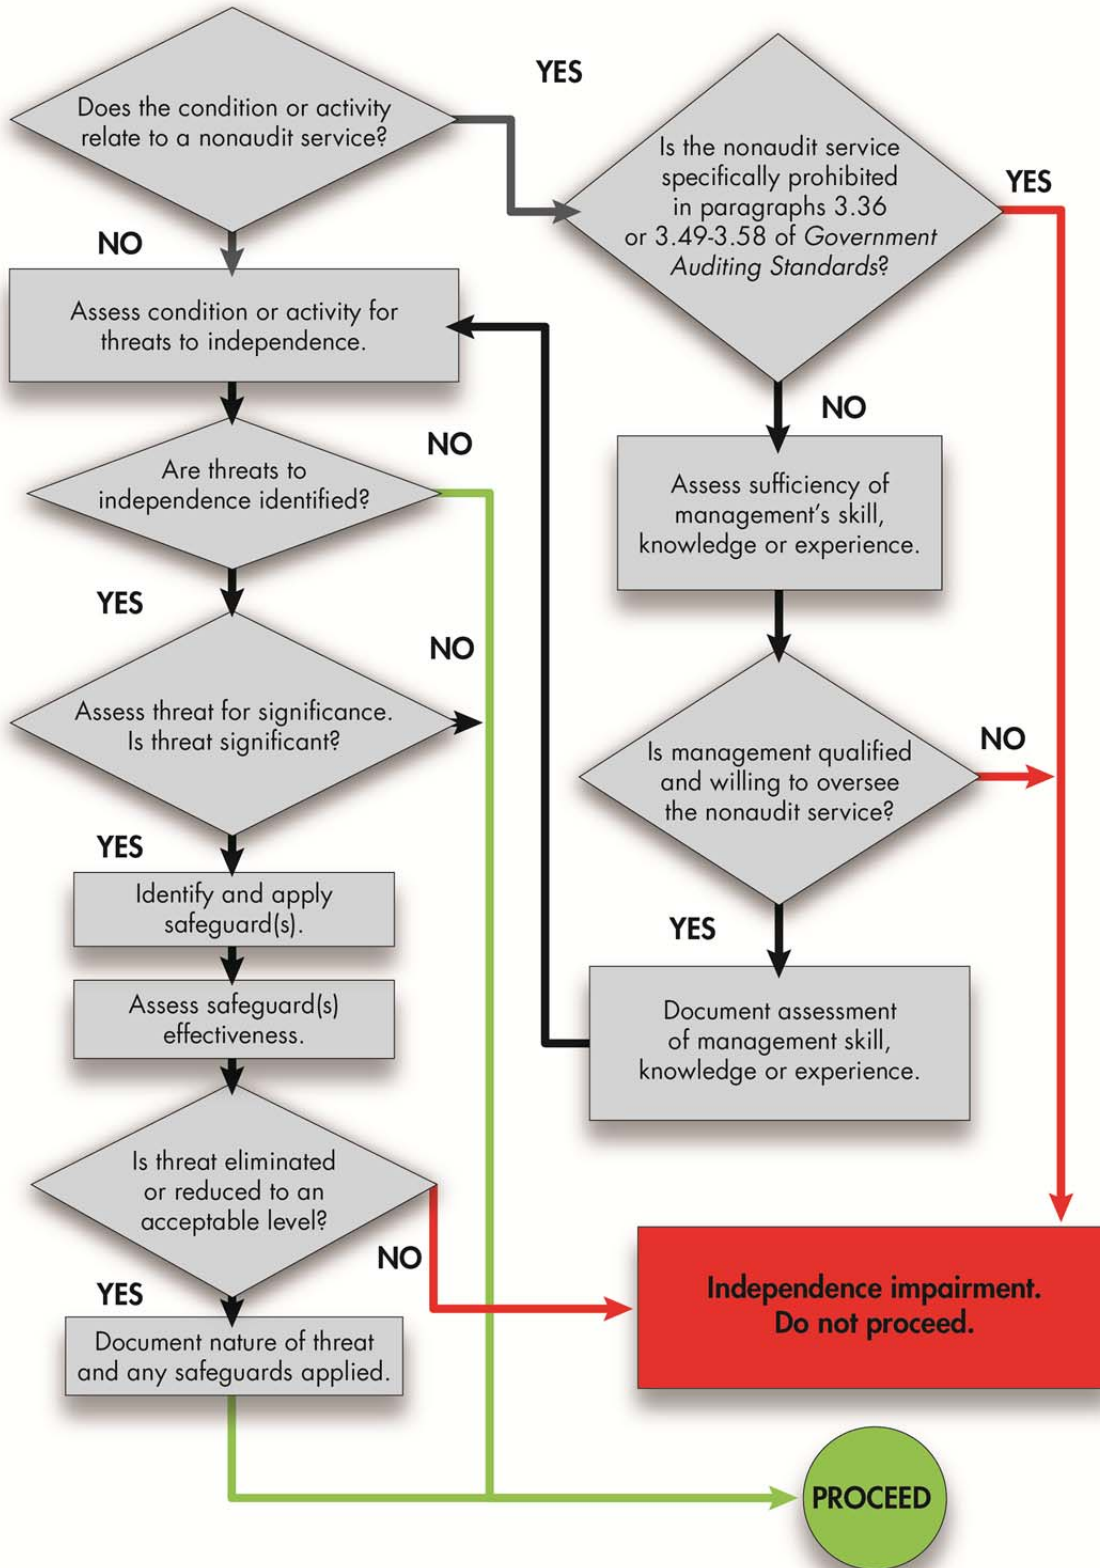 Does the condition or activity
relate to a nonaudit service?
YES
NO
Is the nonaudit service
specifically prohibited
in paragraphs 3.36
or 3.49-3.58 of Government
Auditing Standards?
YES
NO
Assess condition or activity for
threats to independence.
Are threats to
independence identified?
NO
YES
Assess threat for significance.
Is threat significant?
NO
YES
Identify and apply
safeguard(s).
Assess safeguard(s)
effectiveness.
Is threat eliminated
or reduced to an
acceptable level?
NO
YES
Document nature of threat
and any safeguards applied.
Assess sufficiency of
management’s skill,
knowledge or experience.
Is management qualified
and willing to oversee
the nonaudit service?
NO
YES
Document assessment
of management skill,
knowledge or experience.
Independence impairment.
Do not proceed.
PROCEED